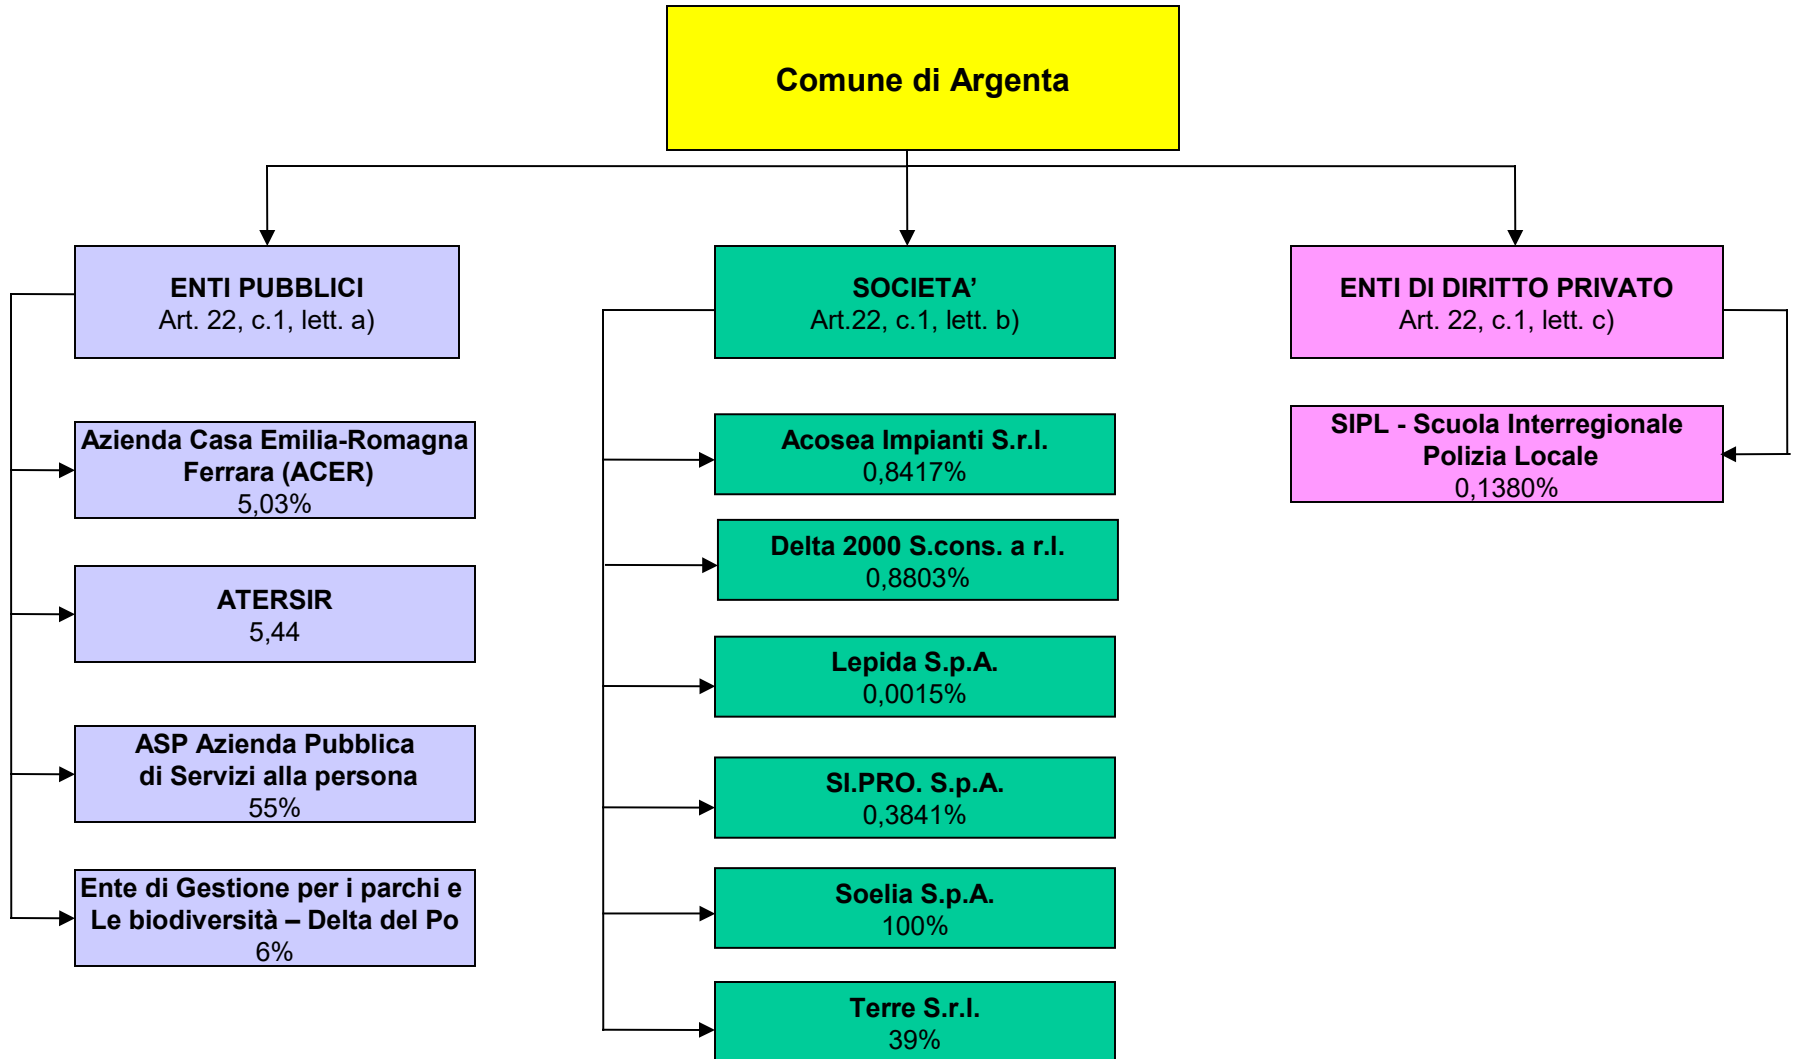 Comune di Argenta
ENTI PUBBLICI
Art. 22, c.1, lett. a)
Azienda Casa Emilia-Romagna
Ferrara (ACER)
5,03%
ATERSIR
5,44
ASP Azienda Pubblica
di Servizi alla persona
55%
Ente di Gestione per i parchi e
Le biodiversità – Delta del Po
6%
SOCIETA’
Art.22, c.1, lett. b)
Acosea Impianti S.r.l.
0,8417%
Delta 2000 S.cons. a r.l.
0,8803%
Lepida S.p.A.
0,0015%
SI.PRO. S.p.A.
0,3841%
Soelia S.p.A.
100%
Terre S.r.l.
39%
ENTI DI DIRITTO PRIVATO
Art. 22, c.1, lett. c)
SIPL - Scuola Interregionale
Polizia Locale
0,1380%